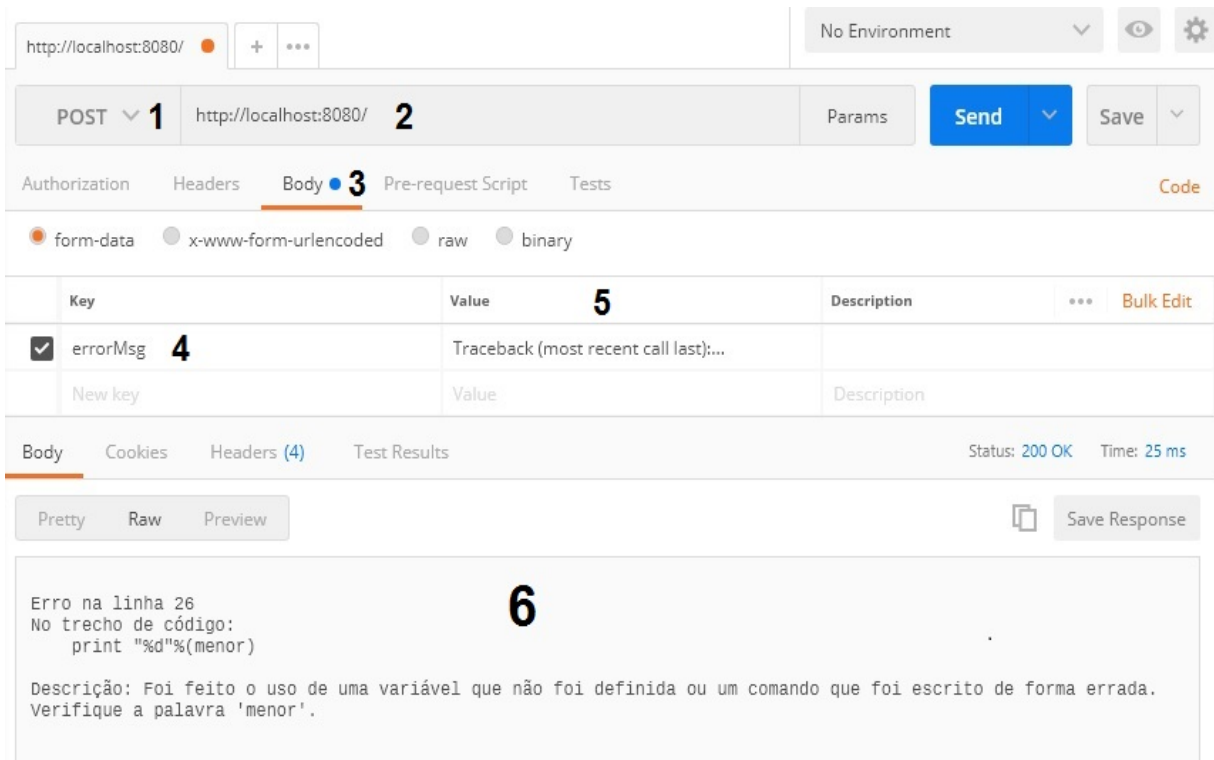 http://localhost:8080/ + ••• No Environment
POST 1 http://localhost:8080/ 2 Params Send Save
Authorization Headers Body 3 Pre-request Script Tests Code
form-data x-www-form-urlencoded raw binary
Key Value 5 Description ••• Bulk Edit
errorMsg 4 Traceback (most recent call last):...
New key Value Description
Body Cookies Headers (4) Test Results Status: 200 OK Time: 25 ms
Pretty Raw Preview Save Response
6
Erro na linha 26
No trecho de código:
print "%d"%(menor)
Descrição: Foi feito o uso de uma variável que não foi definida ou um comando que foi escrito de forma errada.
Verifique a palavra 'menor'.